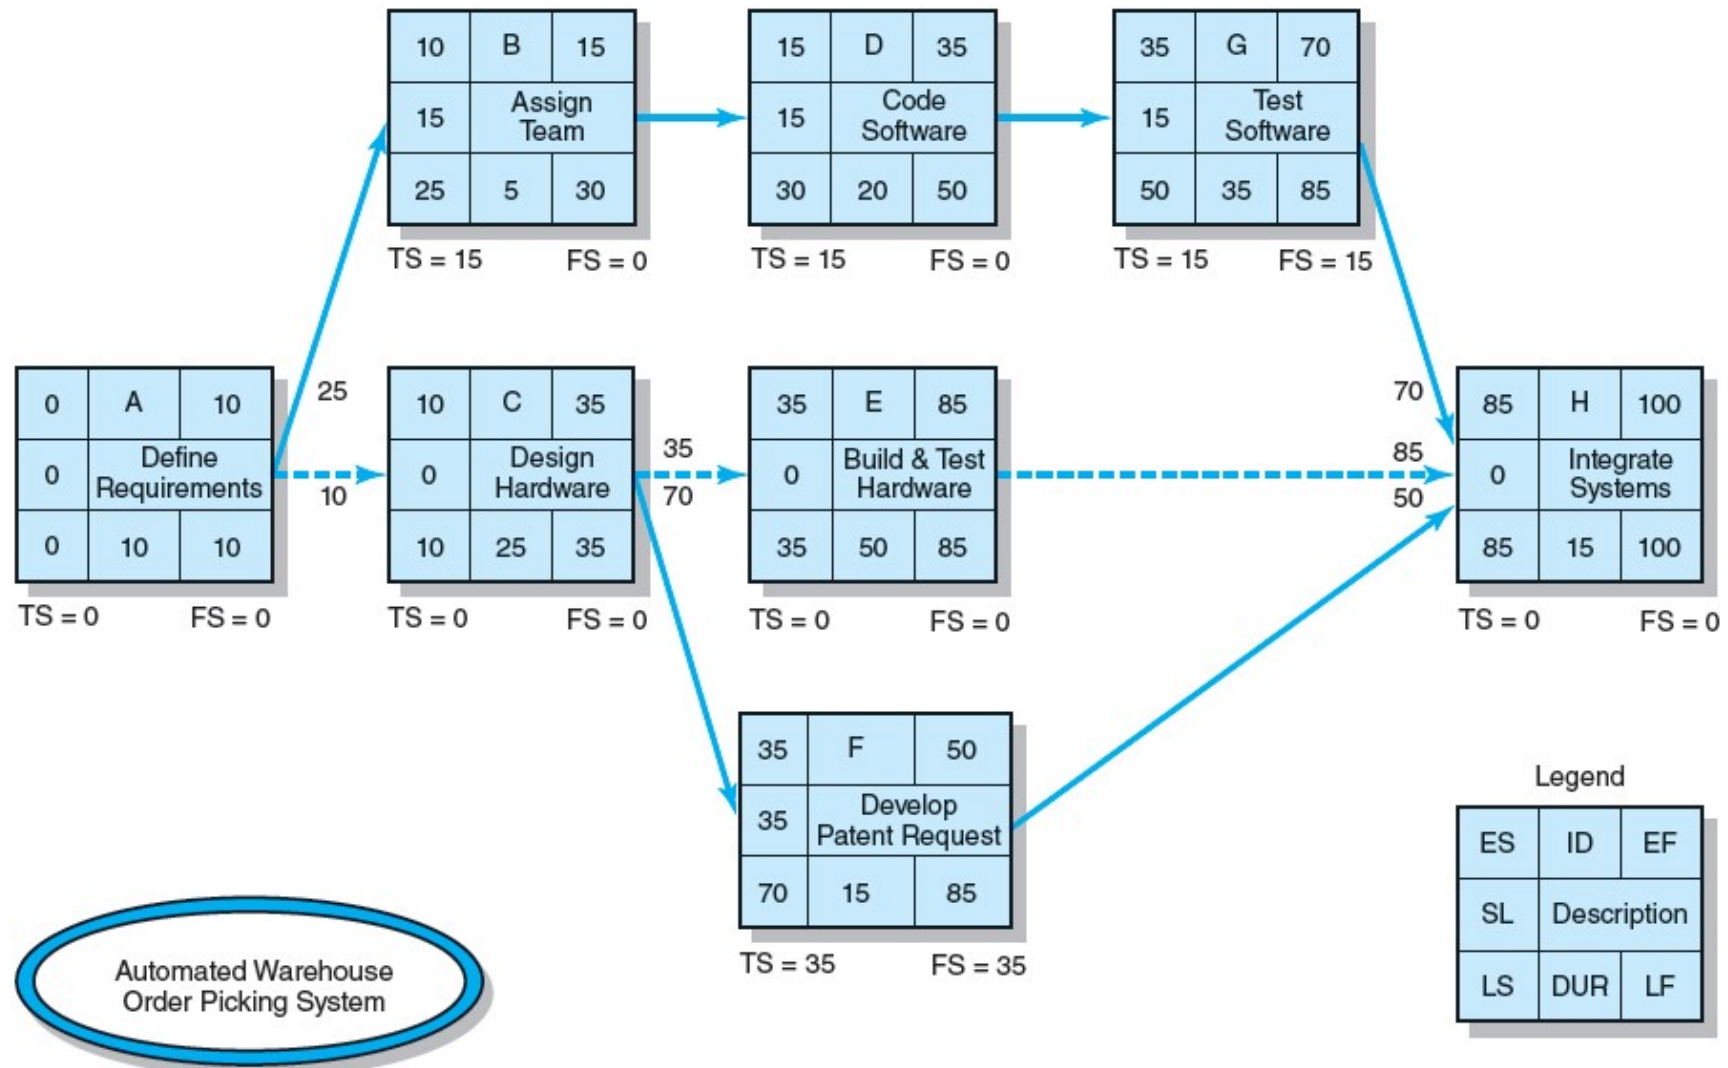 10 B 15
15 Assign
Team
25 5 30
TS = 15 FS = 0
15 D 35
15 Code
Software
30 20 50
TS = 15 FS = 0
35 G 70
15 Test
Software
50 35 85
TS = 15 FS = 15
0 A 10
0 Define
Requirements
0 10 10
TS = 0 FS = 0
25
10
10 C 35
0 Design
Hardware
10 25 35
TS = 0 FS = 0
35
70
35 E 85
0 Build & Test
Hardware
35 50 85
TS = 0 FS = 0
70
85
50
85 H 100
0 Integrate
Systems
85 15 100
TS = 0 FS = 0
35 F 50
35 Develop
Patent Request
70 15 85
TS = 35 FS = 35
Automated Warehouse
Order Picking System
Legend
ES ID EF
SL Description
LS DUR LF